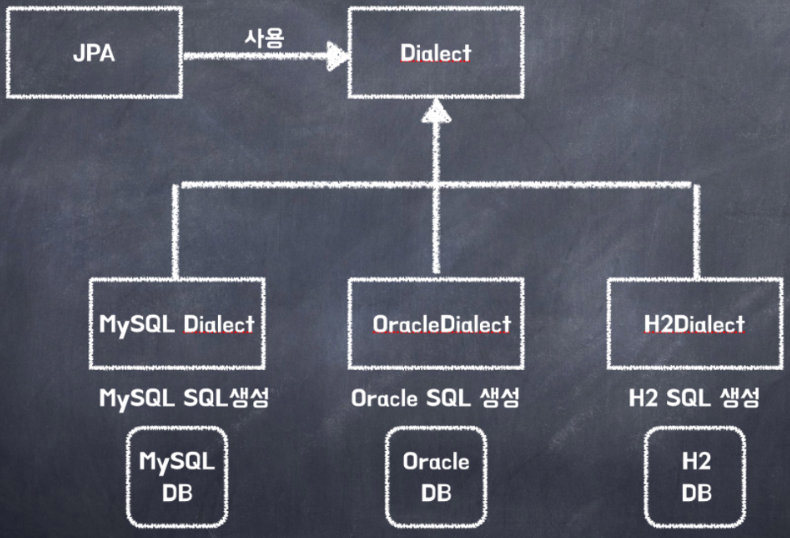 JPA
사용
Dialect
MySQL Dialect
OracleDialect
H2Dialect
MySQL SQL생성
Oracle SQL 생성
H2 SQL 생성
MySQL
DB
Oracle
DB
H2
DB